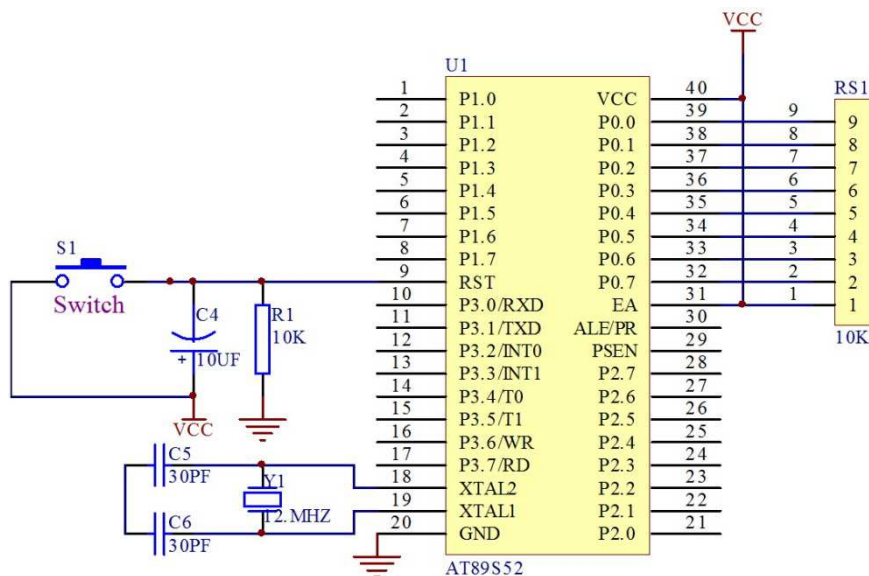 VCC
U1
RS1
1 P1.0 VCC 40
2 P1.1 P0.0 39 9 9
3 P1.2 P0.1 38 8 8
4 P1.3 P0.2 37 7 7
5 P1.4 P0.3 36 6 6
6 P1.5 P0.4 35 5 5
7 P1.6 P0.5 34 4 4
8 P1.7 P0.6 33 3 3
9 RST P0.7 32 2 2
10 P3.0/RXD EA 31 1 1
11 P3.1/TXD ALE/PR 30
12 P3.2/INT0 PSEN 29
13 P3.3/INT1 P2.7 28
14 P3.4/T0 P2.6 27
15 P3.5/T1 P2.5 26
16 P3.6/WR P2.4 25
17 P3.7/RD P2.3 24
18 XTAL2 P2.2 23
19 XTAL1 P2.1 22
20 GND P2.0 21
AT89S52
10K
S1
Switch
C4
+ 10UF
R1
10K
VCC
C5
30PF
Y1
12.MHZ
C6
30PF